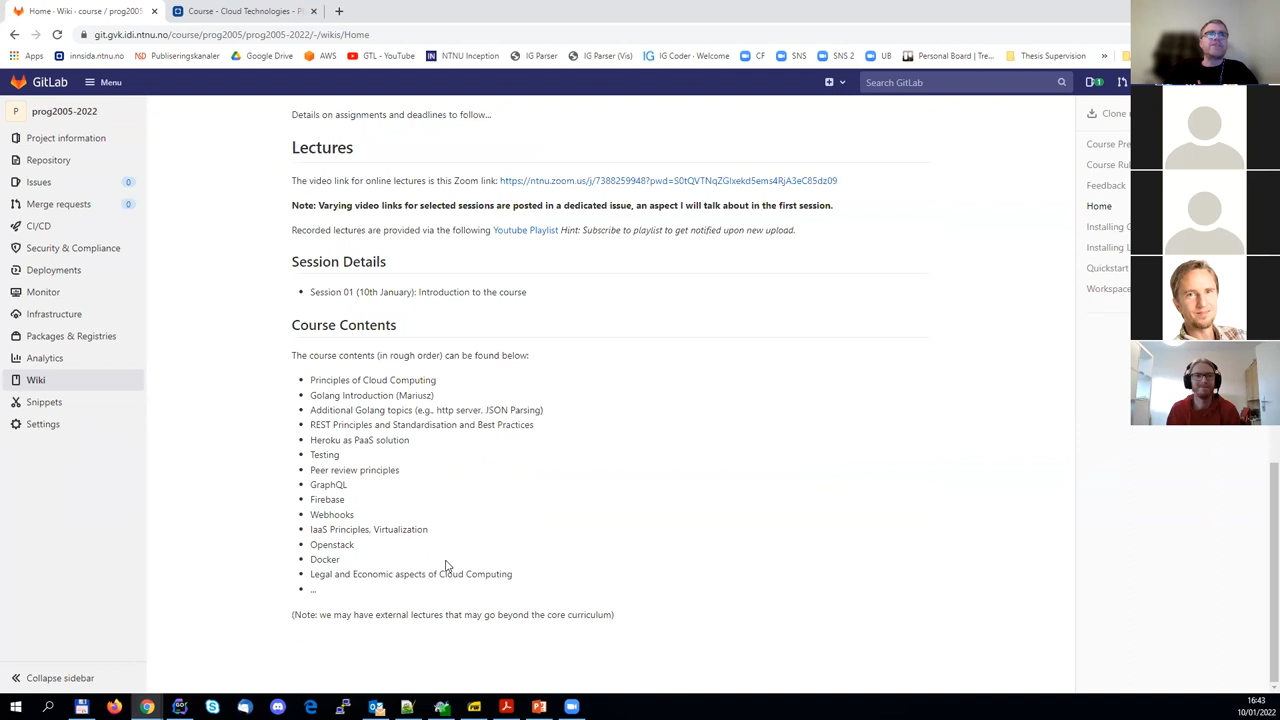 Home · Wiki · course / prog2005
Course - Cloud Technologies - P
git.gvk.idi.ntnu.no/course/prog2005/prog2005-2022/-/wikis/Home
Apps innsida.ntnu.no Publiseringskanaler Google Drive AWS GTL - YouTube NTNU Inception IG Parser IG Parser (Vis) IG Coder · Welcome CF SNS SNS 2 UB Personal Board | Tre... Thesis Supervision »
GitLab Menu Search GitLab 1
P prog2005-2022
Project information
Repository
Issues 0
Merge requests 0
CI/CD
Security & Compliance
Deployments
Monitor
Infrastructure
Packages & Registries
Analytics
Wiki
Snippets
Settings
Collapse sidebar
Details on assignments and deadlines to follow...
Lectures
The video link for online lectures is this Zoom link: https://ntnu.zoom.us/j/7388259948?pwd=S0tQVTNqZGlxekd5ems4RjA3eC85dz09
Note: Varying video links for selected sessions are posted in a dedicated issue, an aspect I will talk about in the first session.
Recorded lectures are provided via the following Youtube Playlist Hint: Subscribe to playlist to get notified upon new upload.
Session Details
• Session 01 (10th January): Introduction to the course
Course Contents
The course contents (in rough order) can be found below:
• Principles of Cloud Computing
• Golang Introduction (Mariusz)
• Additional Golang topics (e.g., http server, JSON Parsing)
• REST Principles and Standardisation and Best Practices
• Heroku as PaaS solution
• Testing
• Peer review principles
• GraphQL
• Firebase
• Webhooks
• IaaS Principles, Virtualization
• Openstack
• Docker
• Legal and Economic aspects of Cloud Computing
• ...
(Note: we may have external lectures that may go beyond the core curriculum)
Clone
Course Pre
Course Ru
Feedback
Home
Installing
Installing L
Quickstart
Workspace
16:43
10/01/2022